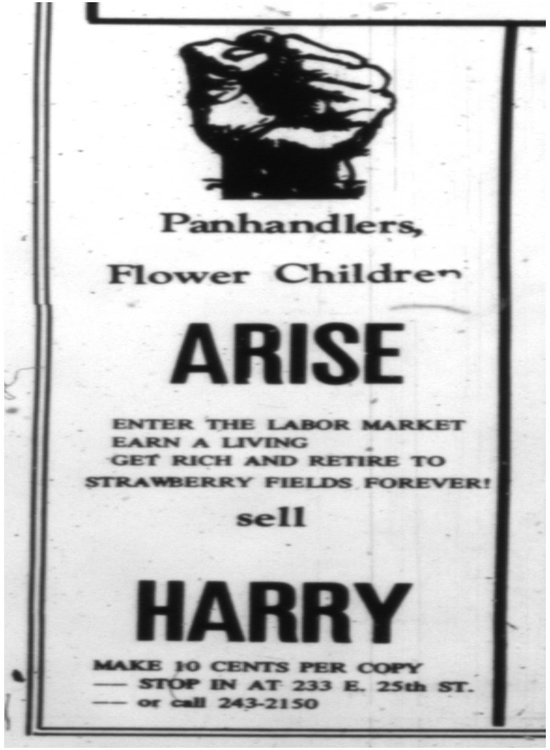 Panhandlers,
Flower Children
ARISE
ENTER THE LABOR MARKET
EARN A LIVING
GET RICH AND RETIRE TO
STRAWBERRY FIELDS FOREVER!
sell
HARRY
MAKE 10 CENTS PER COPY
—— STOP IN AT 233 E. 25th ST.
—— or call 243-2150